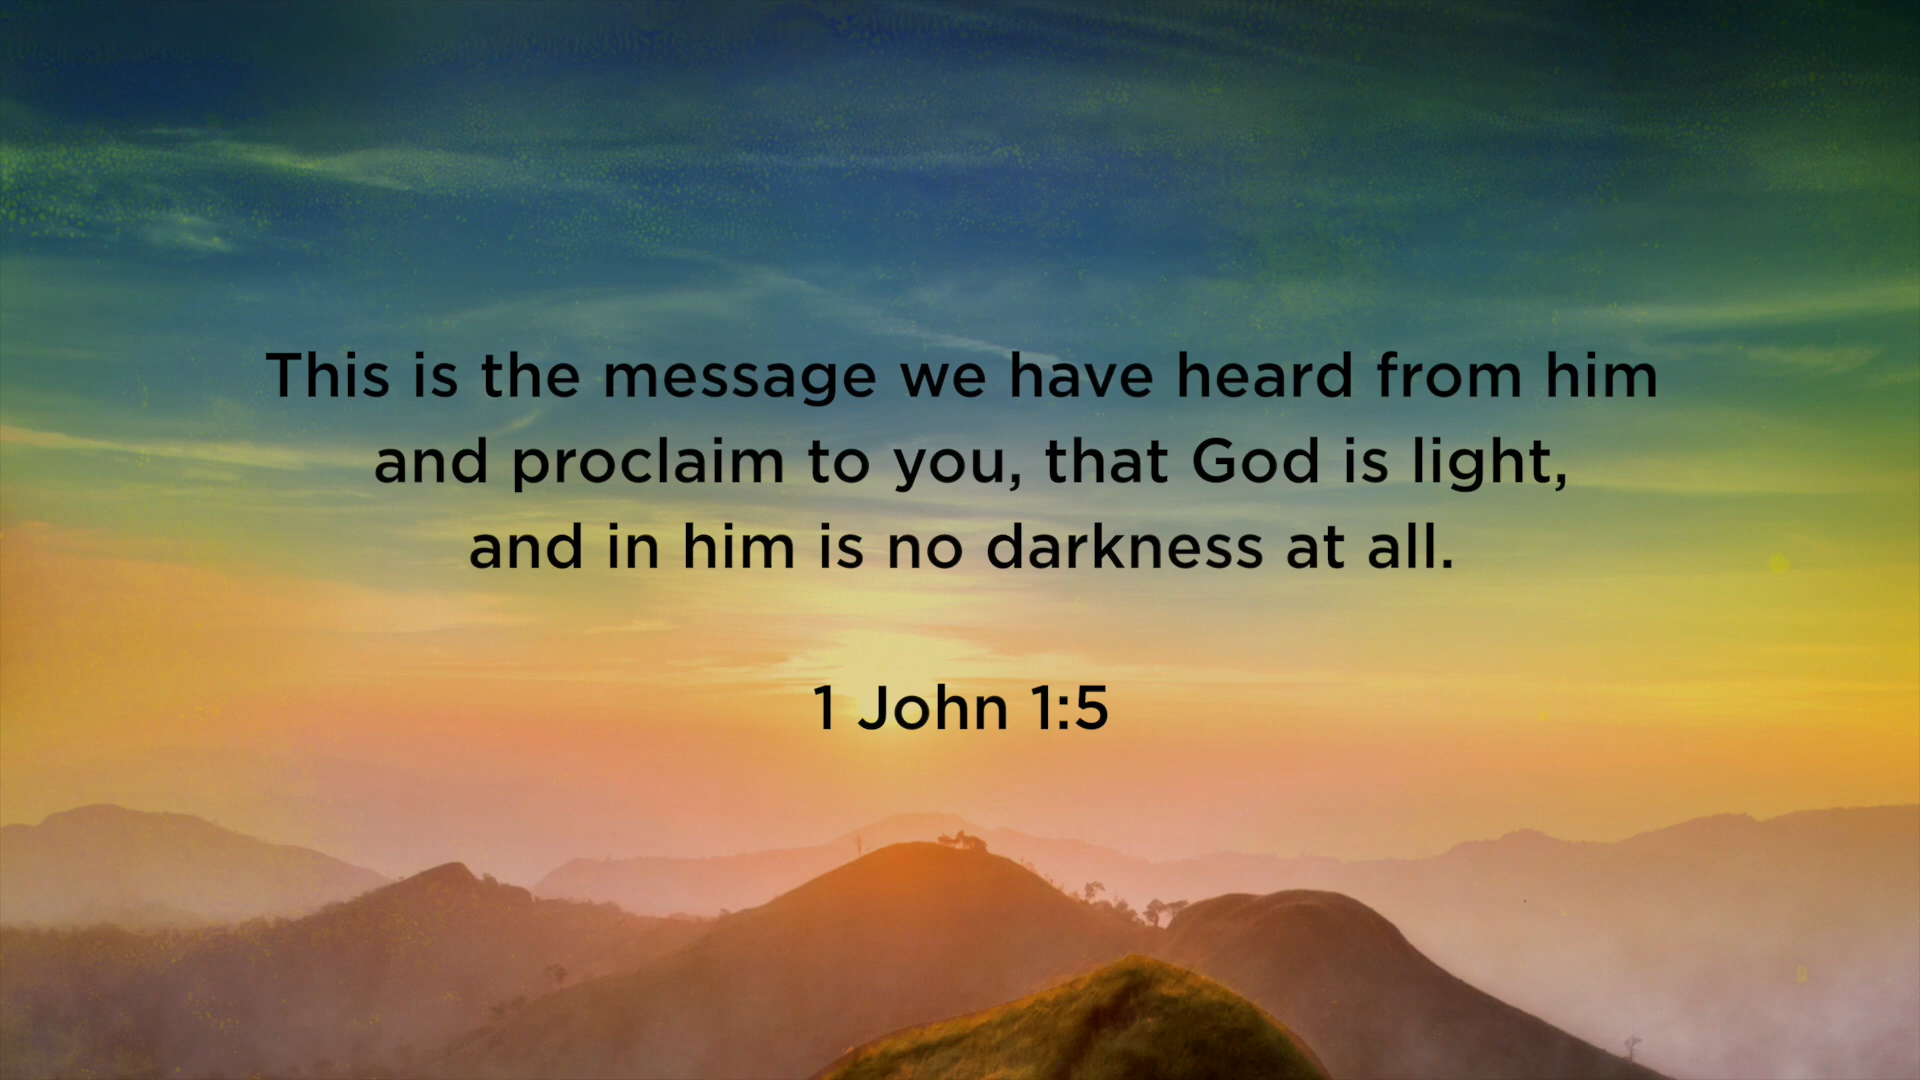 This is the message we have heard from him
and proclaim to you, that God is light,
and in him is no darkness at all.
1 John 1:5